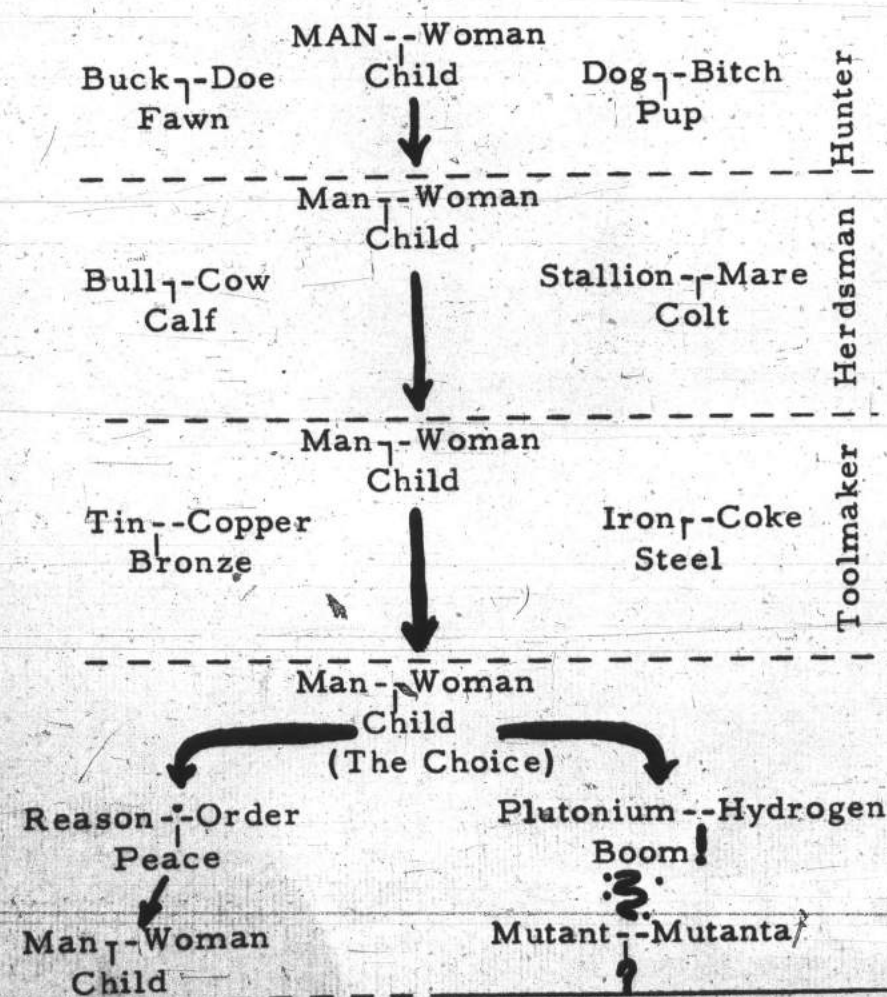 MAN--Woman
Child
Buck--Doe
Fawn
Dog--Bitch
Pup
Hunter
Man--Woman
Child
Bull--Cow
Calf
Stallion--Mare
Colt
Herdsman
Man--Woman
Child
Tin--Copper
Bronze
Iron--Coke
Steel
Toolmaker
Man--Woman
Child
(The Choice)
Reason--Order
Peace
Plutonium--Hydrogen
Boom!
Man--Woman
Child
Mutant--Mutanta
?